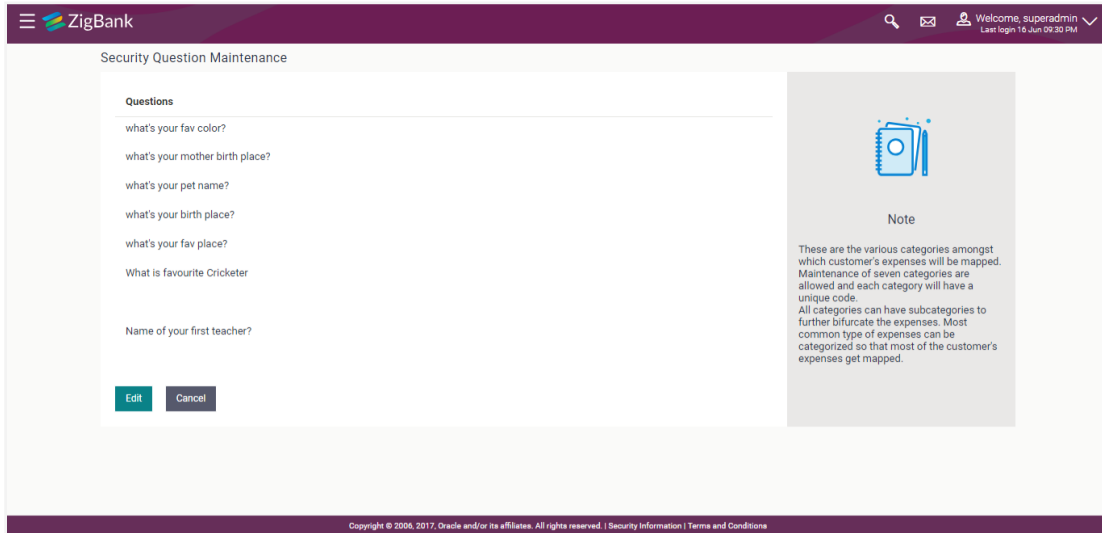 ZigBank
Welcome, superadmin
Last login 16 Jun 09:30 PM
Security Question Maintenance
Questions
what's your fav color?
what's your mother birth place?
what's your pet name?
what's your birth place?
what's your fav place?
What is favourite Cricketer
Name of your first teacher?
Edit
Cancel
Note
These are the various categories amongst
which customer's expenses will be mapped.
Maintenance of seven categories are
allowed and each category will have a
unique code.
All categories can have subcategories to
further bifurcate the expenses. Most
common type of expenses can be
categorized so that most of the customer's
expenses get mapped.
Copyright © 2006, 2017, Oracle and/or its affiliates. All rights reserved. | Security Information | Terms and Conditions